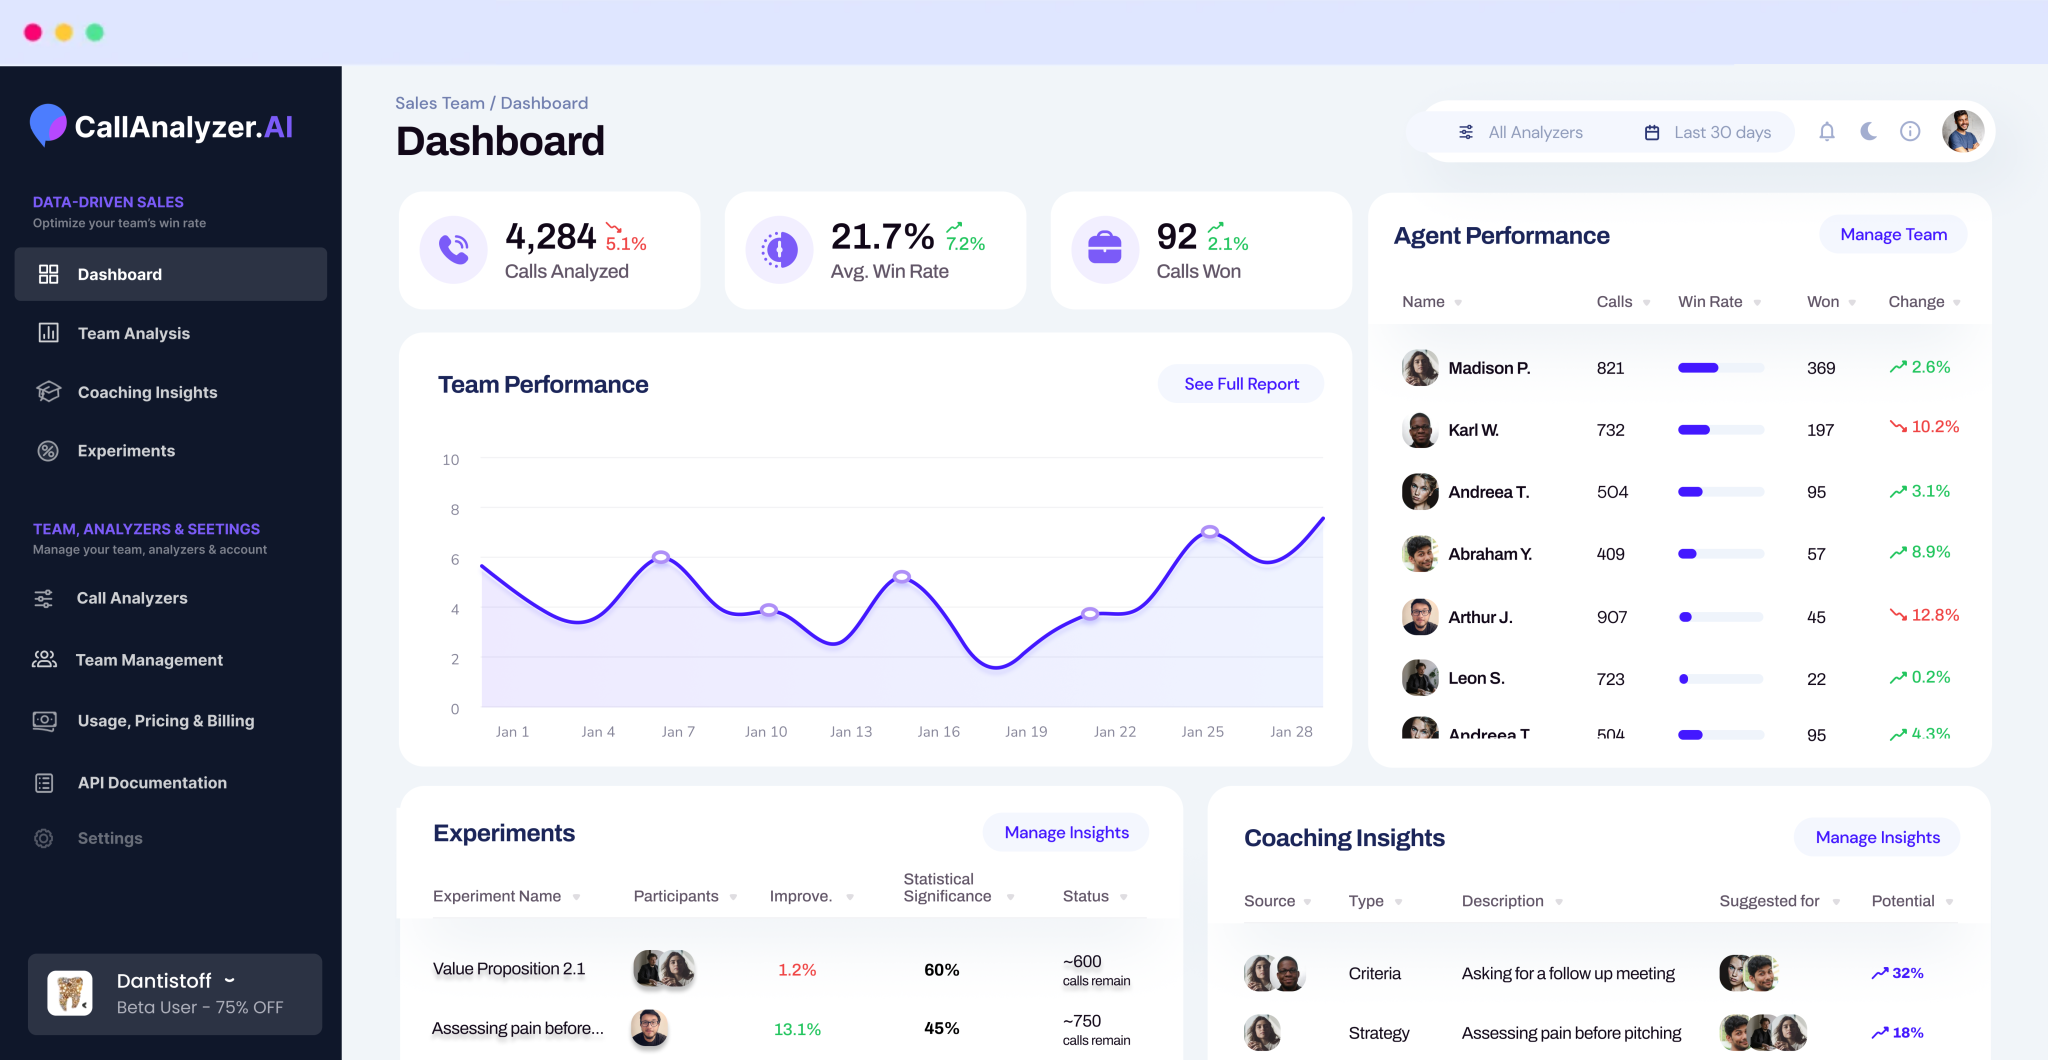 CallAnalyzer.AI
DATA-DRIVEN SALES
Optimize your team's win rate
Dashboard
Team Analysis
Coaching Insights
Experiments
TEAM, ANALYZERS & SEETINGS
Manage your team, analyzers & account
Call Analyzers
Team Management
Usage, Pricing & Billing
API Documentation
Settings
Dantistoff
Beta User - 75% OFF
Sales Team / Dashboard
Dashboard
All Analyzers
Last 30 days
4,284 5.1%
Calls Analyzed
21.7% 7.2%
Avg. Win Rate
92 2.1%
Calls Won
Team Performance
See Full Report
10
8
6
4
2
0
Jan 1 Jan 4 Jan 7 Jan 10 Jan 13 Jan 16 Jan 19 Jan 22 Jan 25 Jan 28
Agent Performance
Manage Team
Name Calls Win Rate Won Change
Madison P. 821 369 2.6%
Karl W. 732 197 10.2%
Andreea T. 504 95 3.1%
Abraham Y. 409 57 8.9%
Arthur J. 907 45 12.8%
Leon S. 723 22 0.2%
Andreea T 504 95 4.3%
Experiments
Manage Insights
Experiment Name Participants Improve. Statistical Significance Status
Value Proposition 2.1 1.2% 60% ~600
calls remain
Assessing pain before... 13.1% 45% ~750
calls remain
Coaching Insights
Manage Insights
Source Type Description Suggested for Potential
Criteria Asking for a follow up meeting 32%
Strategy Assessing pain before pitching 18%